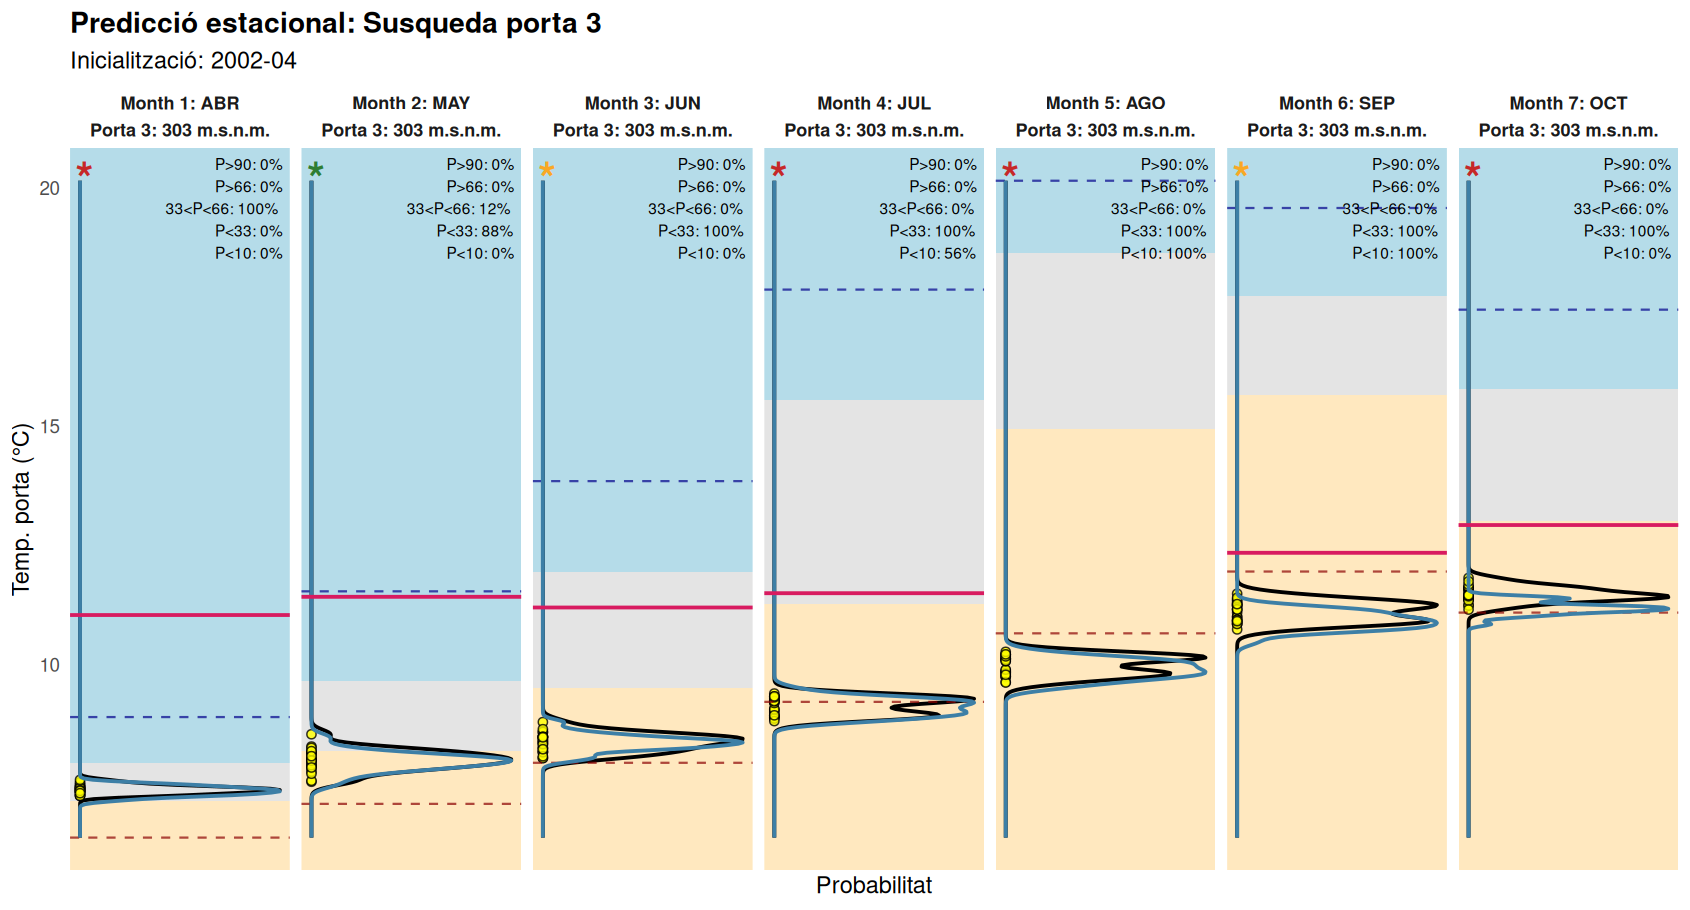 Predicció estacional: Susqueda porta 3
Inicialització: 2002-04
Month 1: ABR
Porta 3: 303 m.s.n.m.
Month 2: MAY
Porta 3: 303 m.s.n.m.
Month 3: JUN
Porta 3: 303 m.s.n.m.
Month 4: JUL
Porta 3: 303 m.s.n.m.
Month 5: AGO
Porta 3: 303 m.s.n.m.
Month 6: SEP
Porta 3: 303 m.s.n.m.
Month 7: OCT
Porta 3: 303 m.s.n.m.
Temp. porta (°C)
20
15
10
*
P>90: 0%
P>66: 0%
33<P<66: 100%
P<33: 0%
P<10: 0%
*
P>90: 0%
P>66: 0%
33<P<66: 12%
P<33: 88%
P<10: 0%
*
P>90: 0%
P>66: 0%
33<P<66: 0%
P<33: 100%
P<10: 0%
*
P>90: 0%
P>66: 0%
33<P<66: 0%
P<33: 100%
P<10: 56%
*
P>90: 0%
P>66: 0%
33<P<66: 0%
P<33: 100%
P<10: 100%
*
P>90: 0%
P>66: 0%
33<P<66: 0%
P<33: 100%
P<10: 100%
*
P>90: 0%
P>66: 0%
33<P<66: 0%
P<33: 100%
P<10: 0%
Probabilitat